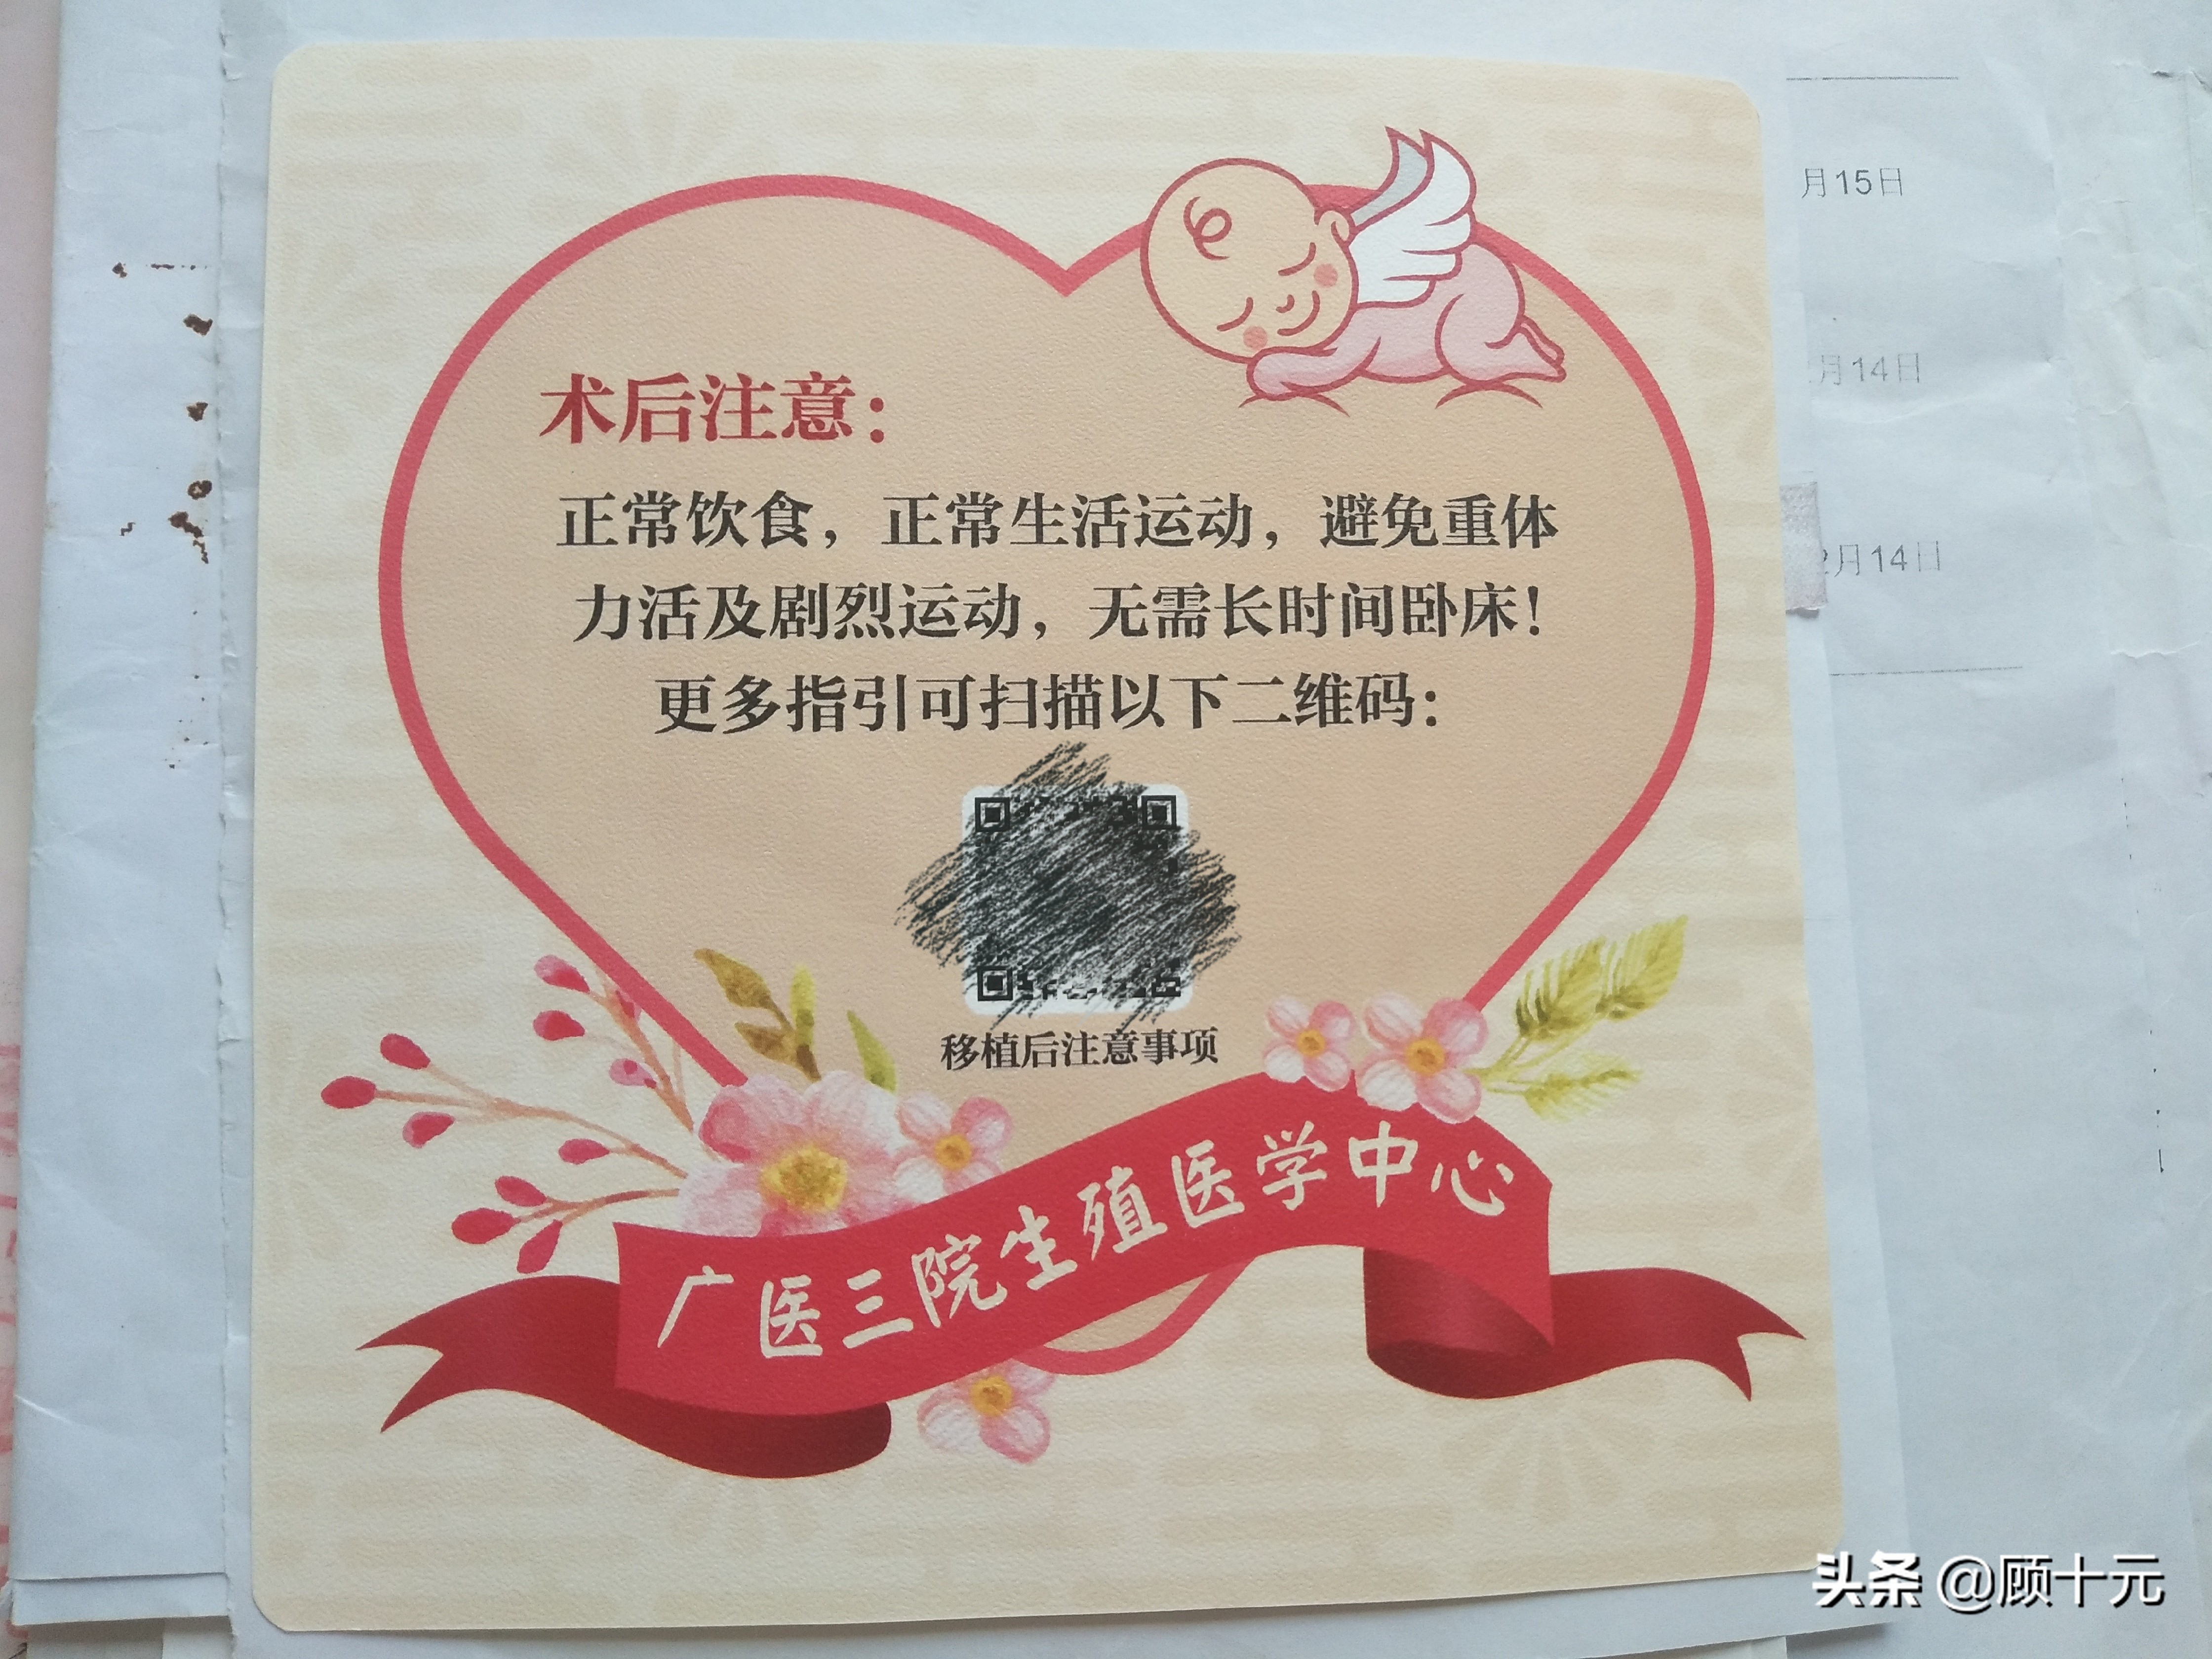 术后注意：
正常饮食，正常生活运动，避免重体
力活及剧烈运动，无需长时间卧床！
更多指引可扫描以下二维码：
移植后注意事项
广医三院生殖医学中心
月15日
月14日
2月14日
头条 @顾十元